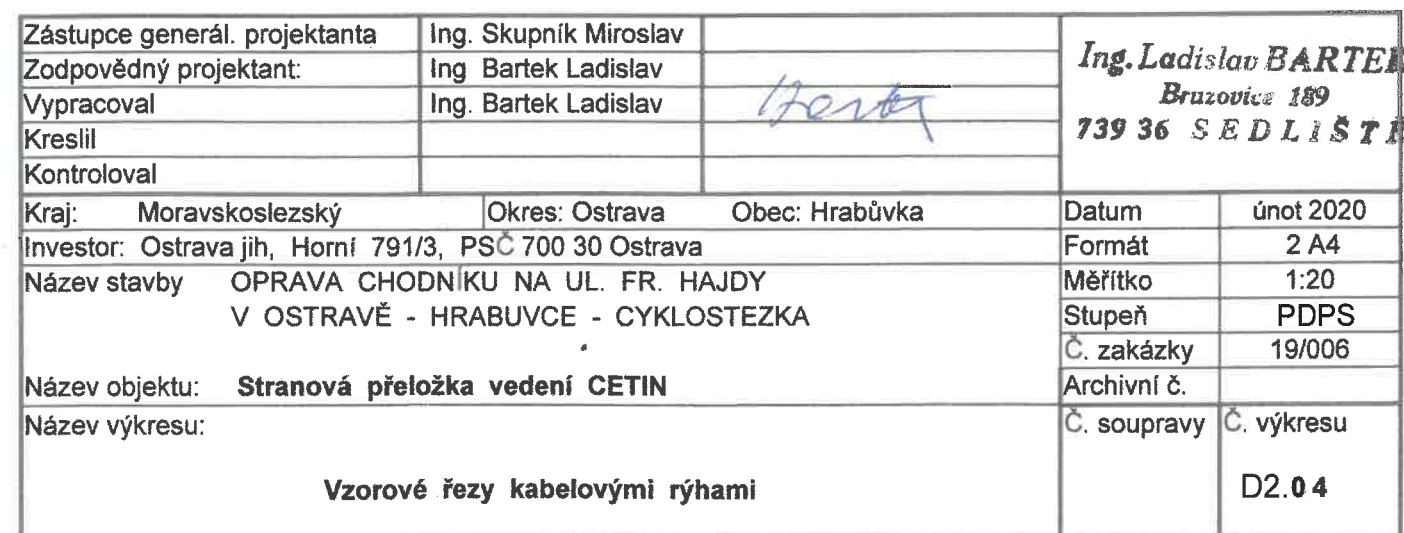 Zástupce generál. projektanta Ing. Skupník Miroslav
Zodpovědný projektant: Ing Bartek Ladislav
Vypracoval Ing. Bartek Ladislav
Kreslil
Kontroloval
Ing. Ladislav BARTEK
Bruzovice 189
739 36 SEDLIŠTĚ
Kraj: Moravskoslezský Okres: Ostrava Obec: Hrabůvka Datum únot 2020
Investor: Ostrava jih, Horní 791/3, PSČ 700 30 Ostrava Formát 2 A4
Název stavby OPRAVA CHODNÍKU NA UL. FR. HAJDY Měřítko 1:20
V OSTRAVĚ - HRABUVCE - CYKLOSTEZKA Stupeň PDPS
Č. zakázky 19/006
Název objektu: Stranová přeložka vedení CETIN Archivní č.
Název výkresu: Č. soupravy Č. výkresu
Vzorové řezy kabelovými rýhami D2.04